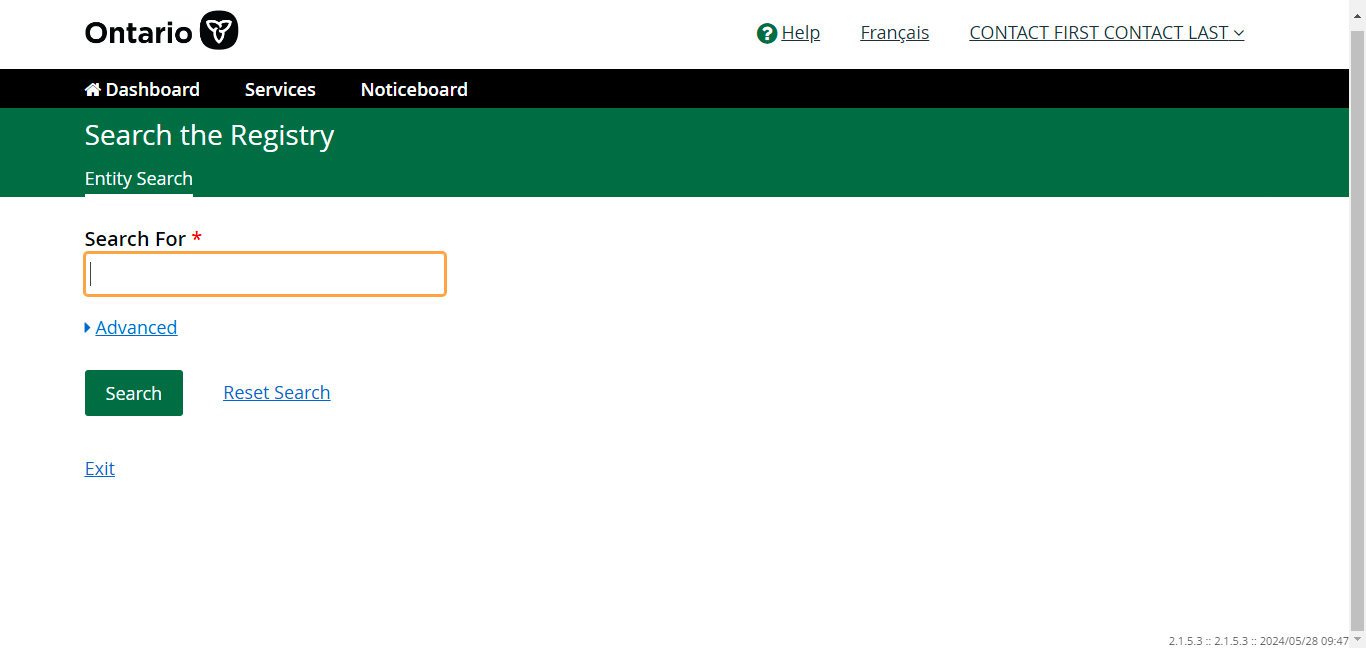 Ontario
Help Français CONTACT FIRST CONTACT LAST
Dashboard Services Noticeboard
Search the Registry
Entity Search
Search For *
Advanced
Search Reset Search
Exit
2.1.5.3 :: 2.1.5.3 :: 2024/05/28 09:47